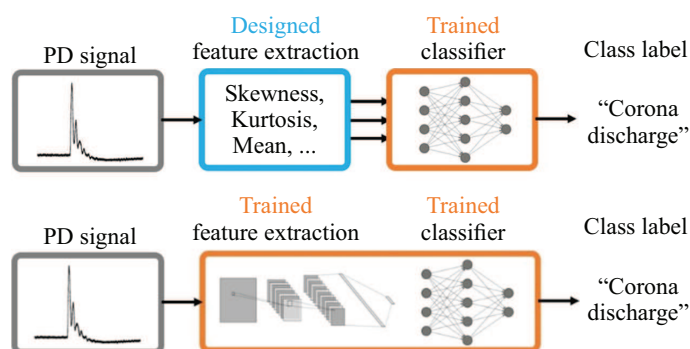 Designed
Trained
PD signal
feature extraction
classifier
Class label
Skewness,
Kurtosis,
Mean, ...
“Corona
discharge”
Trained
Trained
PD signal
feature extraction
classifier
Class label
“Corona
discharge”